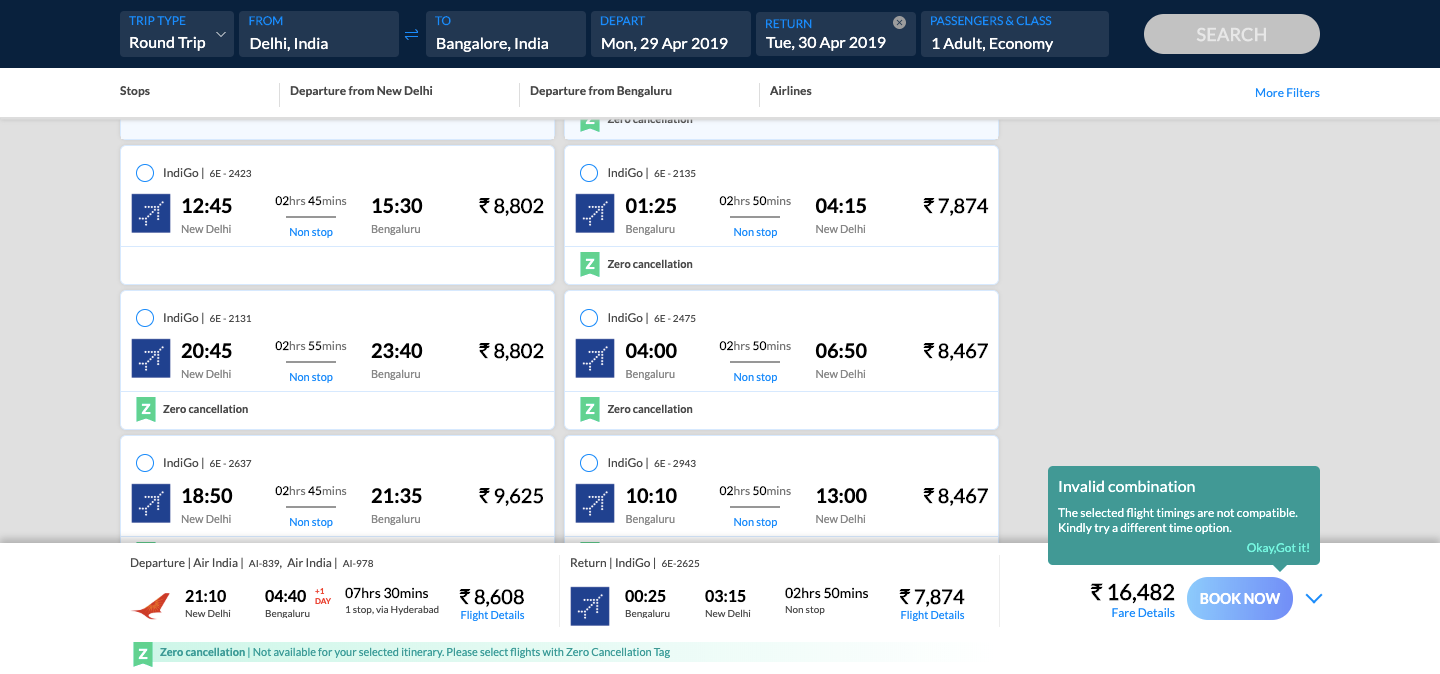 TRIP TYPE
Round Trip
FROM
Delhi, India
TO
Bangalore, India
DEPART
Mon, 29 Apr 2019
RETURN
Tue, 30 Apr 2019
PASSENGERS & CLASS
1 Adult, Economy
SEARCH
Stops
Departure from New Delhi
Departure from Bengaluru
Airlines
More Filters
Zero cancellation
IndiGo | 6E - 2423
12:45
New Delhi
02hrs 45mins
Non stop
15:30
Bengaluru
₹ 8,802
IndiGo | 6E - 2135
01:25
Bengaluru
02hrs 50mins
Non stop
04:15
New Delhi
₹ 7,874
Z Zero cancellation
IndiGo | 6E - 2131
20:45
New Delhi
02hrs 55mins
Non stop
23:40
Bengaluru
₹ 8,802
Z Zero cancellation
IndiGo | 6E - 2475
04:00
Bengaluru
02hrs 50mins
Non stop
06:50
New Delhi
₹ 8,467
Z Zero cancellation
IndiGo | 6E - 2637
18:50
New Delhi
02hrs 45mins
Non stop
21:35
Bengaluru
₹ 9,625
IndiGo | 6E - 2943
10:10
Bengaluru
02hrs 50mins
Non stop
13:00
New Delhi
₹ 8,467
Invalid combination
The selected flight timings are not compatible.
Kindly try a different time option.
Okay,Got it!
Departure | Air India | AI-839, Air India | AI-978
21:10
New Delhi
04:40 +1 DAY
Bengaluru
07hrs 30mins
1 stop, via Hyderabad
₹ 8,608
Flight Details
Return | IndiGo | 6E-2625
00:25
Bengaluru
03:15
New Delhi
02hrs 50mins
Non stop
₹ 7,874
Flight Details
₹ 16,482
Fare Details
BOOK NOW
Z Zero cancellation | Not available for your selected itinerary. Please select flights with Zero Cancellation Tag